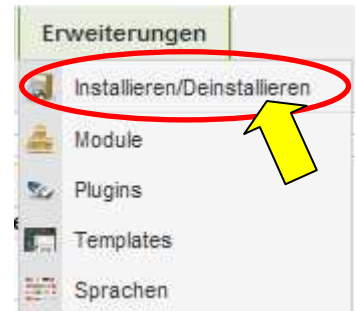 Erweiterungen
Installieren/Deinstallieren
Module
Plugins
Templates
Sprachen